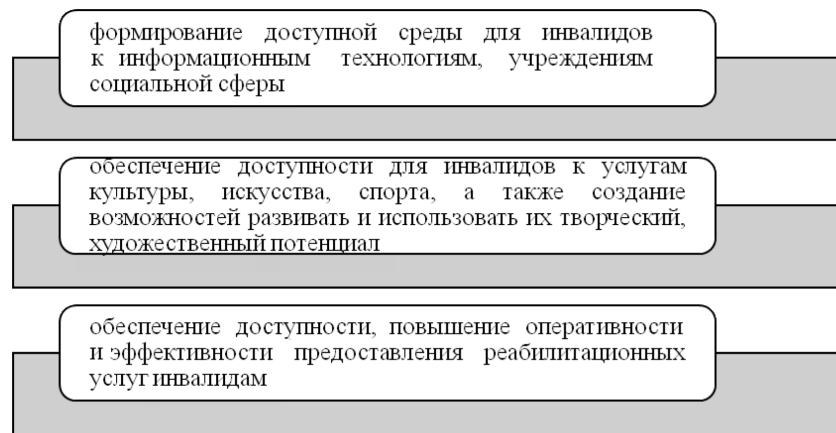 формирование доступной среды для инвалидов
к информационным технологиям, учреждениям
социальной сферы
обеспечение доступности для инвалидов к услугам
культуры, искусства, спорта, а также создание
возможностей развивать и использовать их творческий,
художественный потенциал
обеспечение доступности, повышение оперативности
и эффективности предоставления реабилитационных
услуг инвалидам